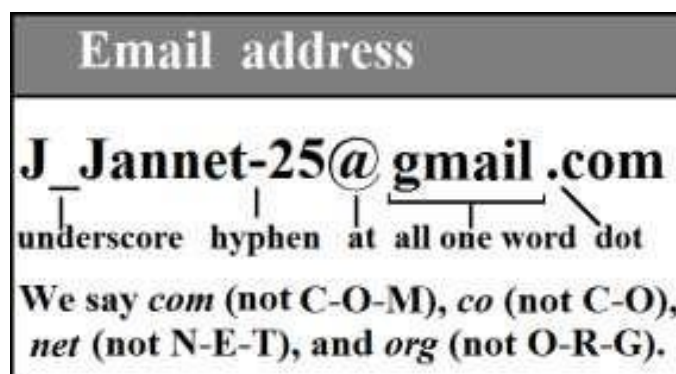 Email address
J_Jannet-25@gmail.com
underscore hyphen at all one word dot
We say com (not C-O-M), co (not C-O),
net (not N-E-T), and org (not O-R-G).